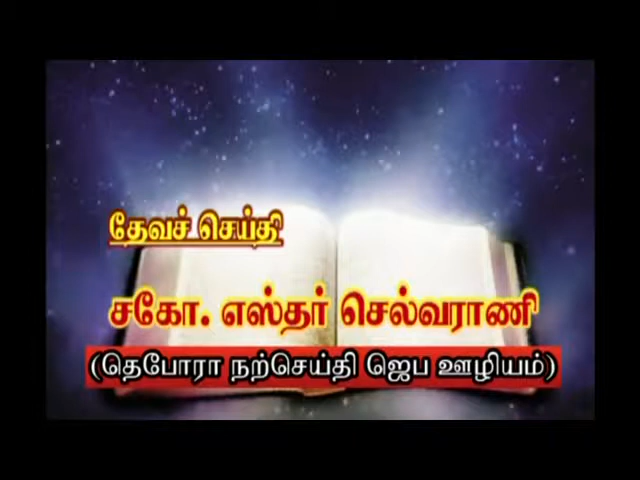 தேவச் செய்தி
சகோ. எஸ்தர் செல்வராணி
(தெபோரா நற்செய்தி ஜெப ஊழியம்)